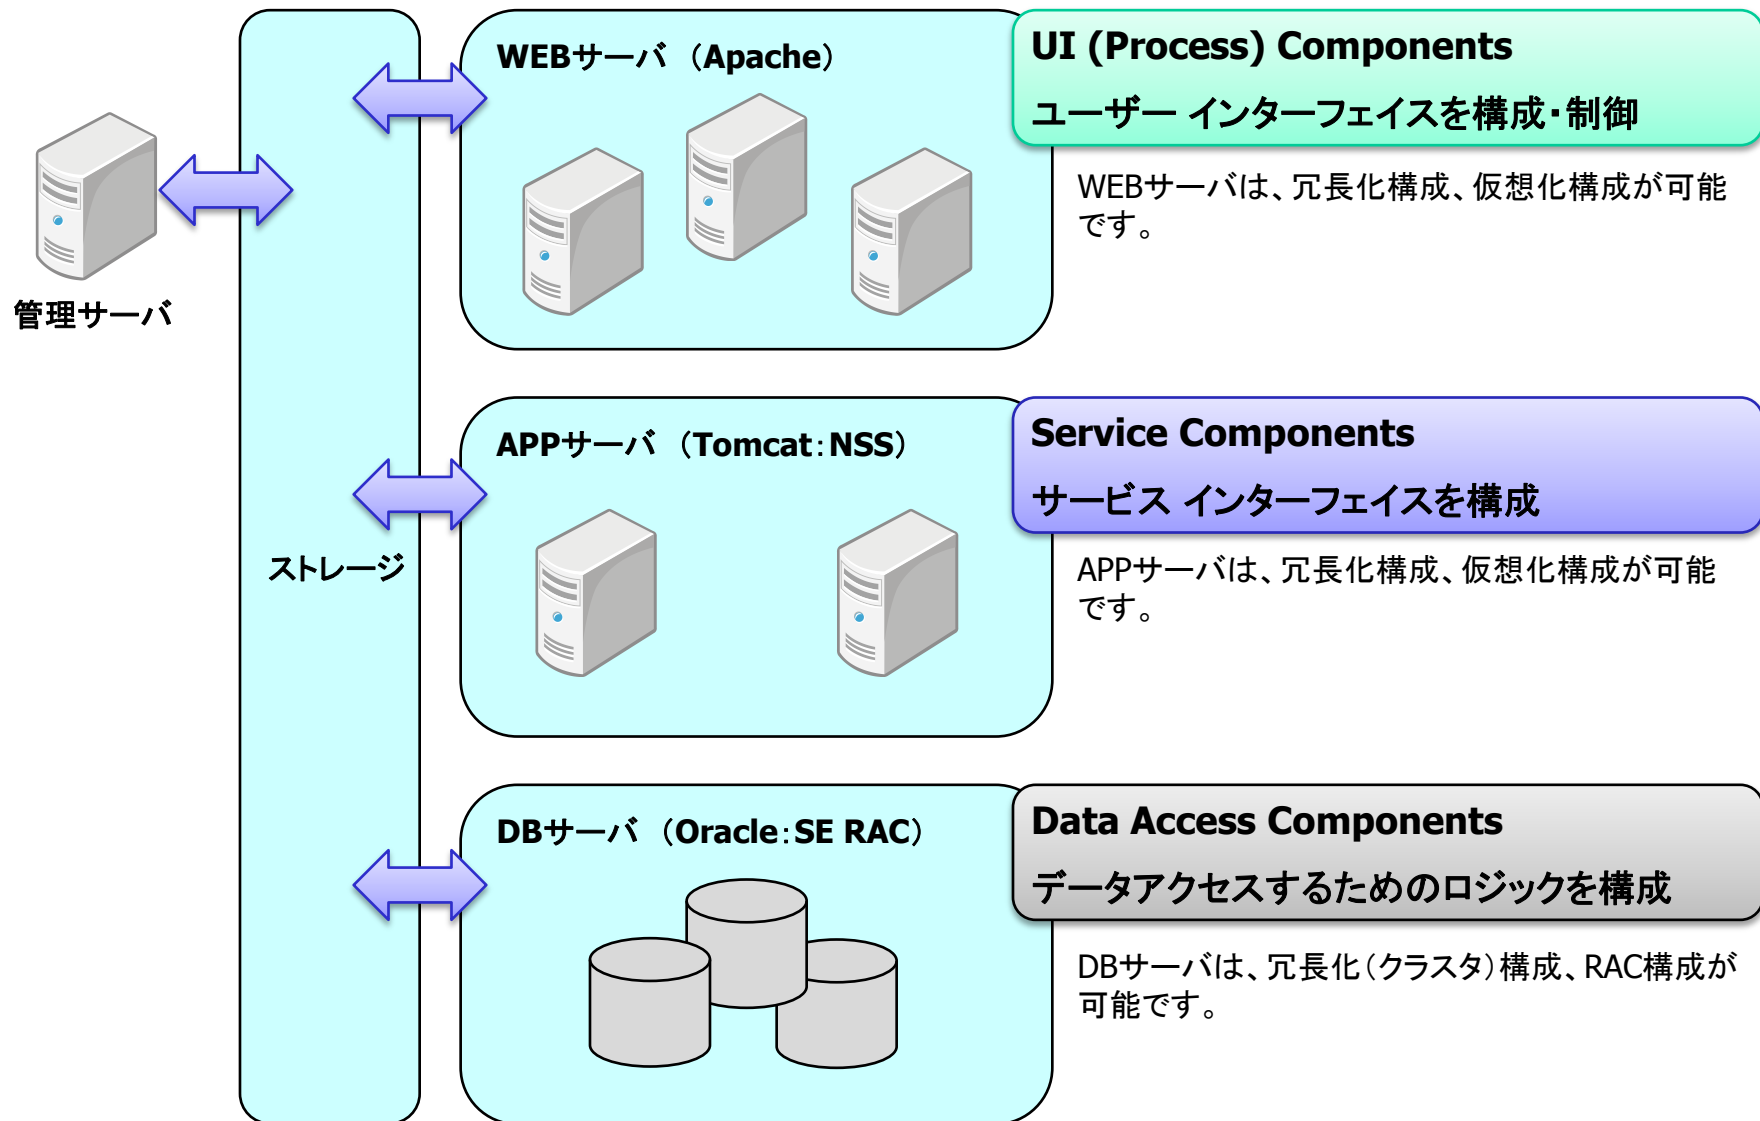 WEBサーバ （Apache）
UI (Process) Components
ユーザー インターフェイスを構成・制御
WEBサーバは、冗長化構成、仮想化構成が可能
です。
管理サーバ
APPサーバ （Tomcat：NSS）
Service Components
サービス インターフェイスを構成
ストレージ
APPサーバは、冗長化構成、仮想化構成が可能
です。
DBサーバ （Oracle：SE RAC）
Data Access Components
データアクセスするためのロジックを構成
DBサーバは、冗長化（クラスタ）構成、RAC構成が
可能です。